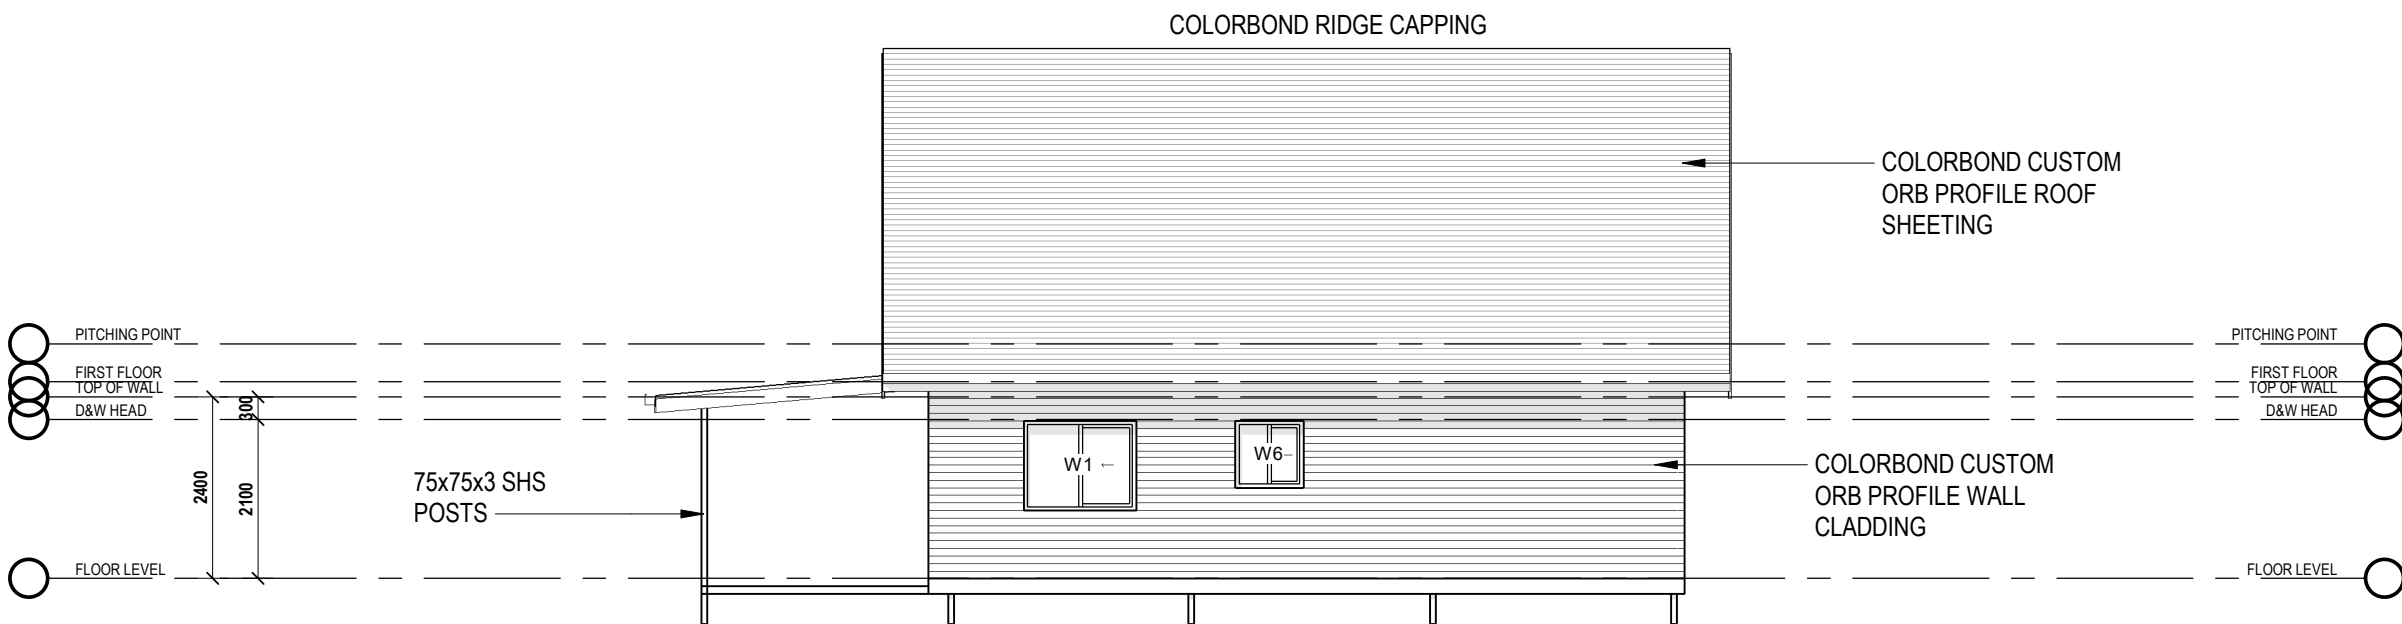 COLORBOND RIDGE CAPPING
COLORBOND CUSTOM
ORB PROFILE ROOF
SHEETING
PITCHING POINT
PITCHING POINT
FIRST FLOOR
FIRST FLOOR
TOP OF WALL
TOP OF WALL
D&W HEAD
D&W HEAD
300
2400
2100
75x75x3 SHS
POSTS
W1
W6
COLORBOND CUSTOM
ORB PROFILE WALL
CLADDING
FLOOR LEVEL
FLOOR LEVEL